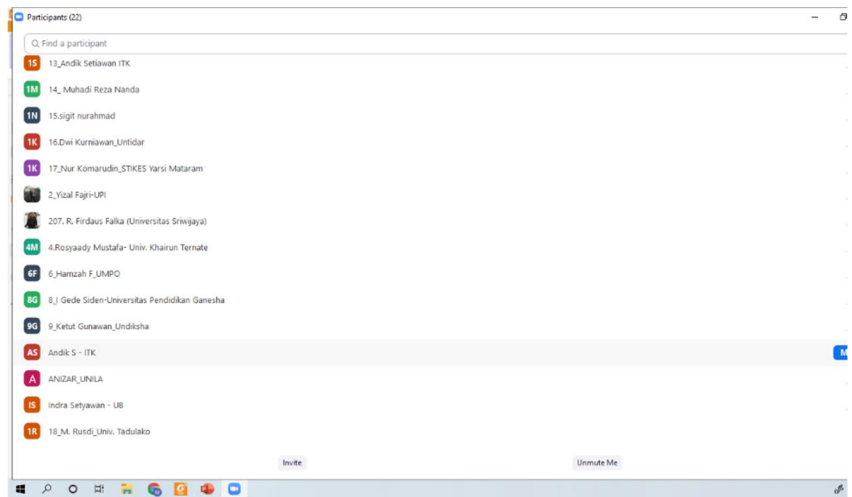 Participants (22)
Find a participant
1S 13_Andik Setiawan ITK
1M 14_ Muhadi Reza Nanda
1N 15.sigit nurahmad
1K 16.Dwi Kurniawan_Untidar
1K 17_Nur Komarudin_STIKES Yarsi Mataram
2_Yizal Fajri-UPI
207. R. Firdaus Falka (Universitas Sriwijaya)
4M 4.Rosyaady Mustafa- Univ. Khairun Ternate
6F 6_Hamzah F_UMPO
8G 8_I Gede Siden-Universitas Pendidikan Ganesha
9G 9_Ketut Gunawan_Undiksha
AS Andik S - ITK
M
A ANIZAR_UNILA
IS Indra Setyawan - UB
1R 18_M. Rusdi_Univ. Tadulako
Invite Unmute Me